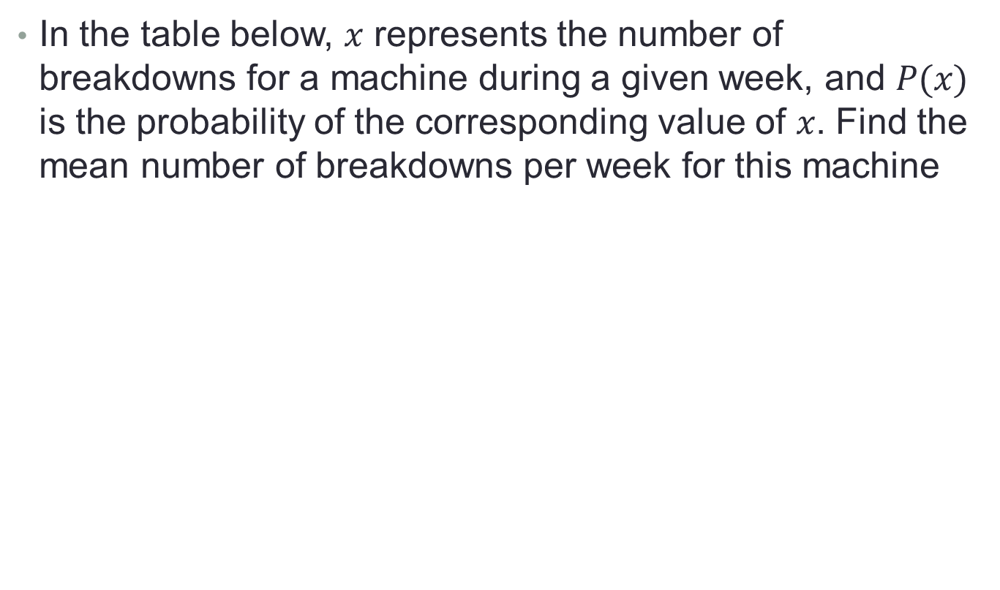 • In the table below, 𝑥 represents the number of
breakdowns for a machine during a given week, and 𝑃(𝑥)
is the probability of the corresponding value of 𝑥. Find the
mean number of breakdowns per week for this machine